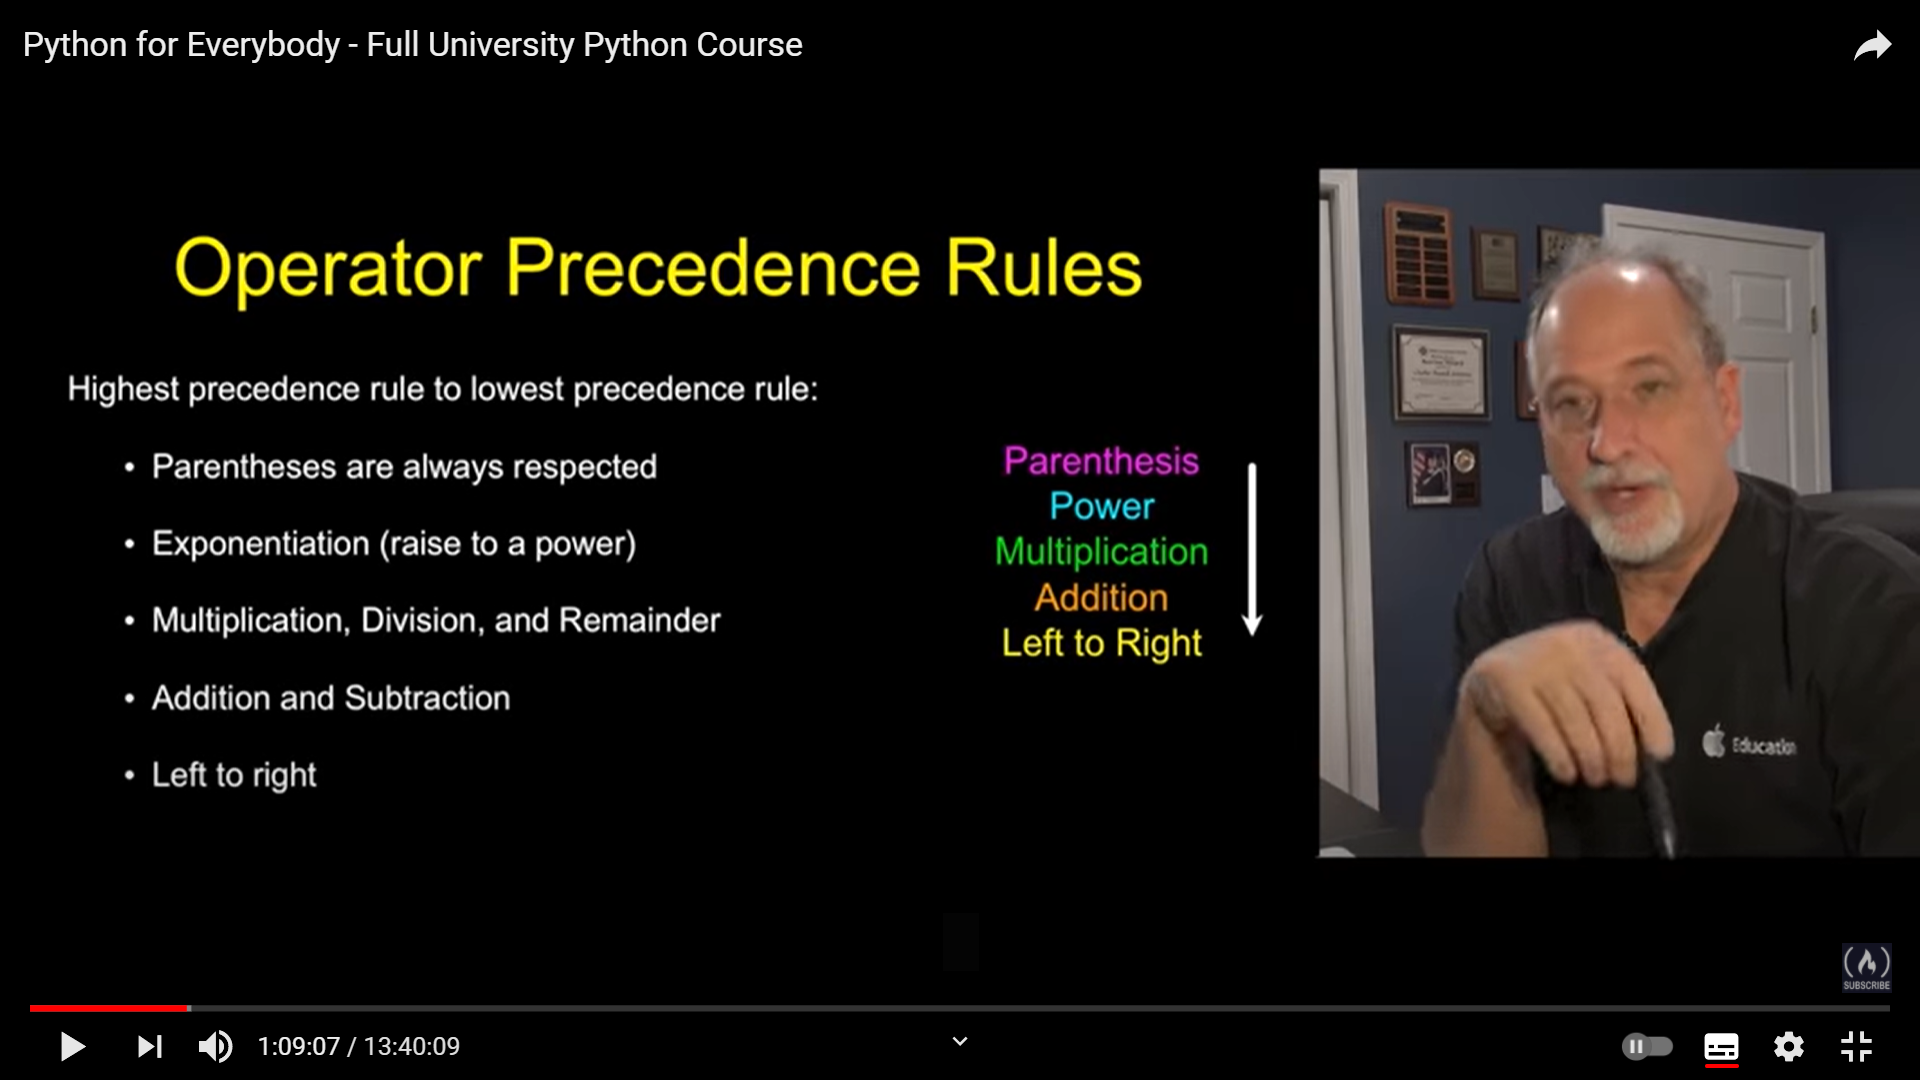 Python for Everybody - Full University Python Course
Operator Precedence Rules
Highest precedence rule to lowest precedence rule:
• Parentheses are always respected
• Exponentiation (raise to a power)
• Multiplication, Division, and Remainder
• Addition and Subtraction
• Left to right
Parenthesis
Power
Multiplication
Addition
Left to Right
Education
SUBSCRIBE
1:09:07 / 13:40:09